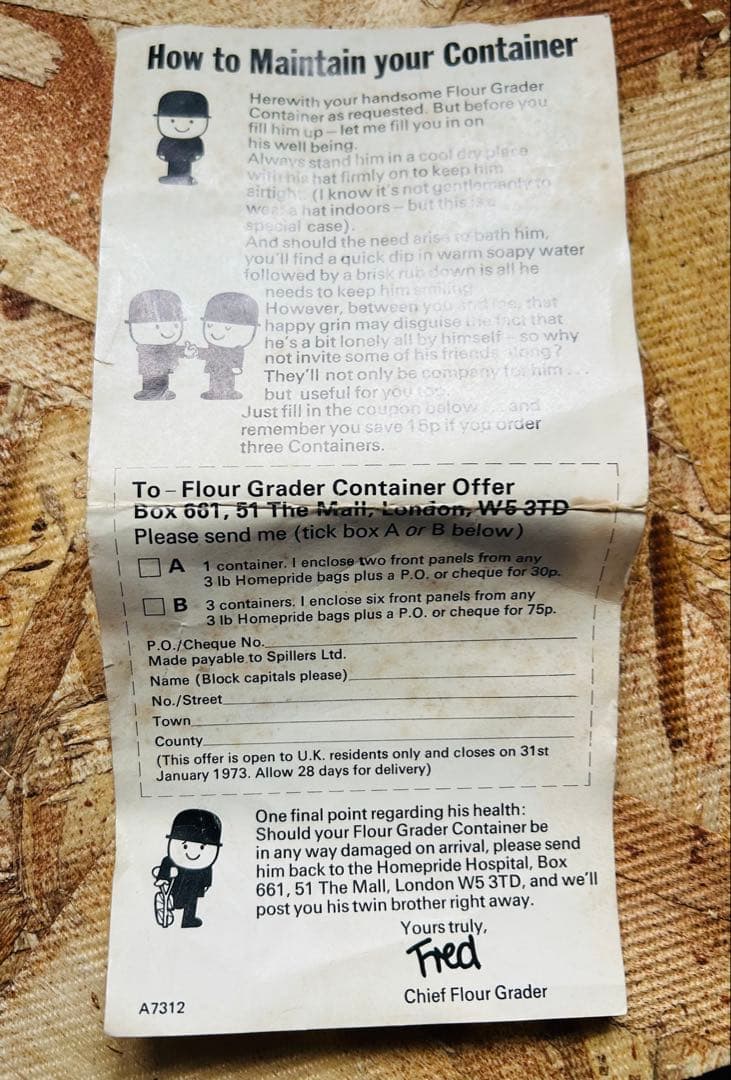 How to Maintain your Container
Herewith your handsome Flour Grader
Container as requested. But before you
fill him up – let me fill you in on
his well being.
Always stand him in a cool dry place
with his hat firmly on to keep him
airtight. (I know it's not gentlemanly to
wear a hat indoors – but this is a
special case).
And should the need arise to bath him,
you'll find a quick dip in warm soapy water
followed by a brisk rub down is all he
needs to keep him smiling!
However, between you and me, that
happy grin may disguise the fact that
he's a bit lonely all by himself – so why
not invite some of his friends along?
They'll not only be company for him ...
but useful for you too.
Just fill in the coupon below ... and
remember you save 15p if you order
three Containers.
To – Flour Grader Container Offer
Box 661, 51 The Mall, London, W5 3TD
Please send me (tick box A or B below)
A 1 container. I enclose two front panels from any
3 lb Homepride bags plus a P.O. or cheque for 30p.
B 3 containers. I enclose six front panels from any
3 lb Homepride bags plus a P.O. or cheque for 75p.
P.O./Cheque No.
Made payable to Spillers Ltd.
Name (Block capitals please)
No./Street
Town
County
(This offer is open to U.K. residents only and closes on 31st
January 1973. Allow 28 days for delivery)
One final point regarding his health:
Should your Flour Grader Container be
in any way damaged on arrival, please send
him back to the Homepride Hospital, Box
661, 51 The Mall, London W5 3TD, and we'll
post you his twin brother right away.
Yours truly,
Fred
Chief Flour Grader
A7312